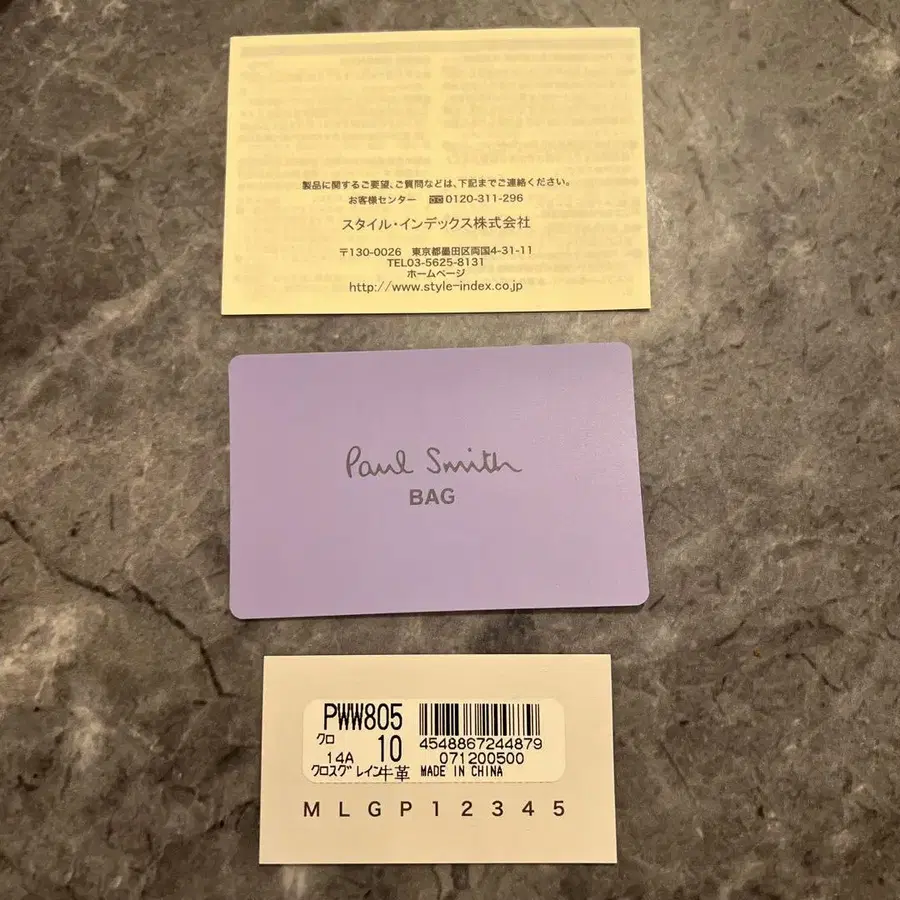 製品に関するご要望、ご質問などは、下記までご連絡ください。
お客様センター 0120-311-296
スタイル・インデックス株式会社
〒130-0026 東京都墨田区両国4-31-11
TEL03-5625-8131
ホームページ
http://www.style-index.co.jp
Paul Smith
BAG
PWW805
クロ 10
4548867244879
14A 071200500
クロスグレイン牛革 MADE IN CHINA
M L G P 1 2 3 4 5